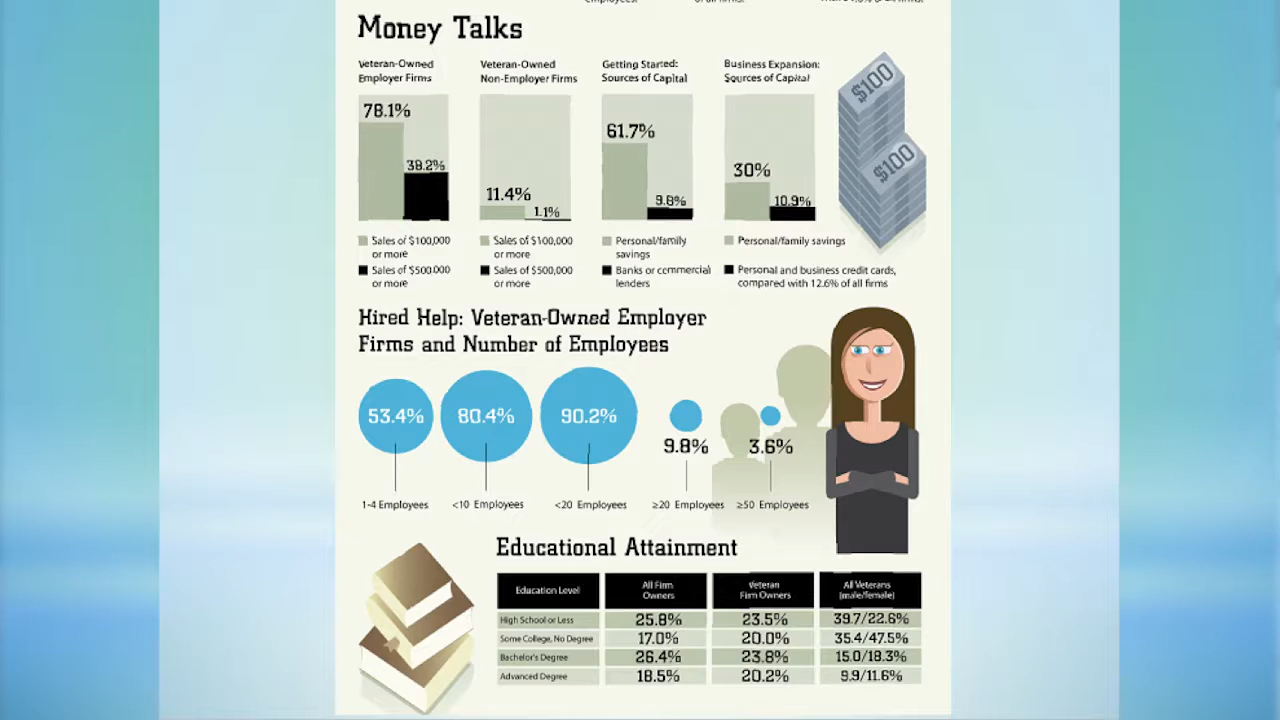 Money Talks
Veteran-Owned
Employer Firms
Veteran-Owned
Non-Employer Firms
Getting Started:
Sources of Capital
Business Expansion:
Sources of Capital
$100
$100
78.1%
38.2%
11.4%
1.1%
61.7%
9.8%
30%
10.9%
Sales of $100,000
or more
Sales of $500,000
or more
Sales of $100,000
or more
Sales of $500,000
or more
Personal/family
savings
Banks or commercial
lenders
Personal/family savings
Personal and business credit cards,
compared with 12.6% of all firms
Hired Help: Veteran-Owned Employer
Firms and Number of Employees
53.4%
80.4%
90.2%
9.8%
3.6%
1-4 Employees
<10 Employees
<20 Employees
≥20 Employees
≥50 Employees
Educational Attainment
Education Level
All Firm
Owners
Veteran
Firm Owners
All Veterans
(male/female)
High School or Less 25.8% 23.5% 39.7/22.6%
Some College, No Degree 17.0% 20.0% 35.4/47.5%
Bachelor's Degree 26.4% 23.8% 15.0/18.3%
Advanced Degree 18.5% 20.2% 9.9/11.6%